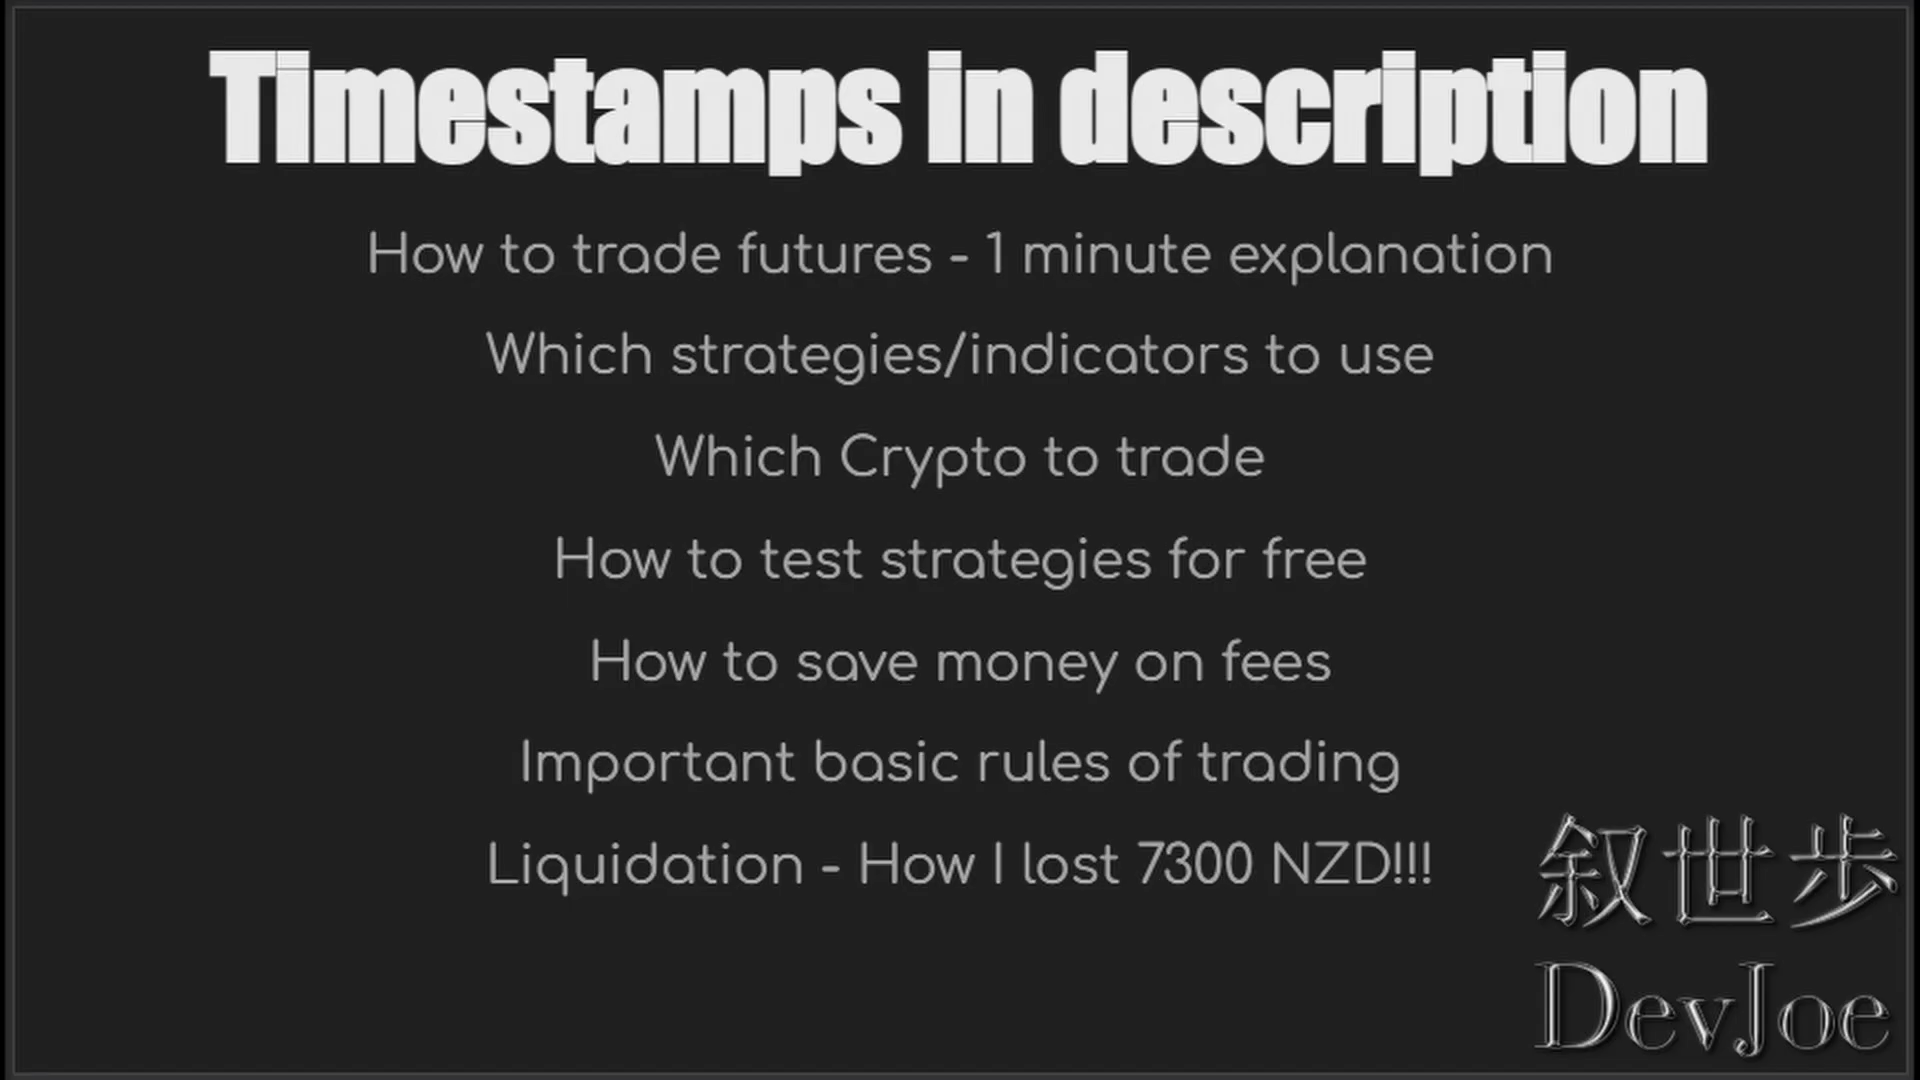 Timestamps in description
How to trade futures - 1 minute explanation
Which strategies/indicators to use
Which Crypto to trade
How to test strategies for free
How to save money on fees
Important basic rules of trading
Liquidation - How I lost 7300 NZD!!!
叙世步
DevJoe